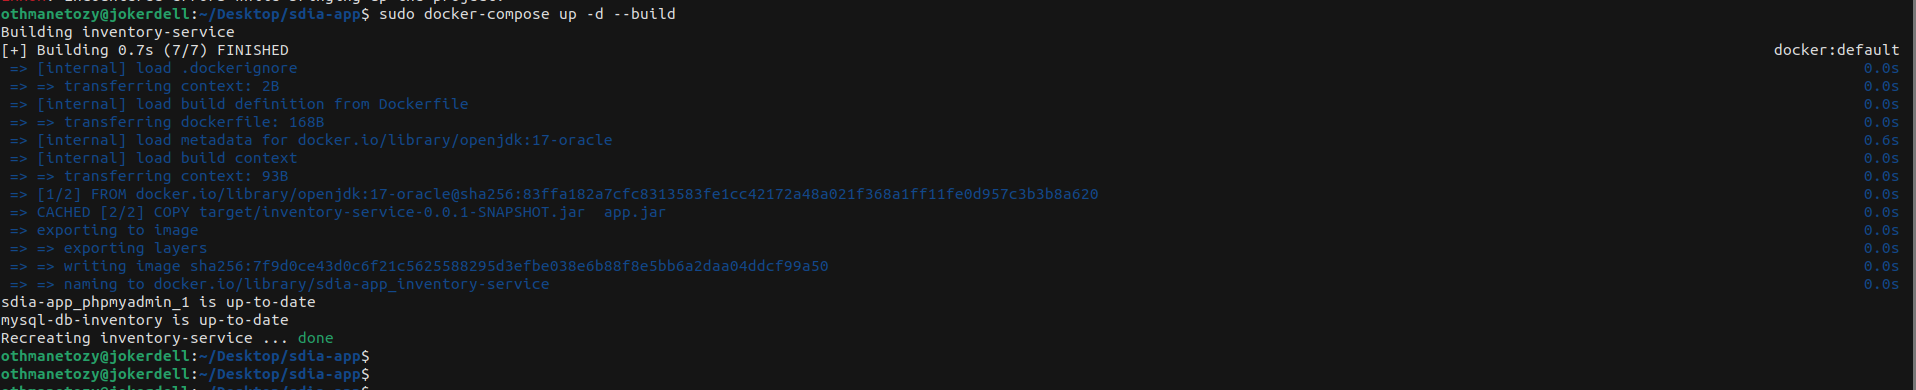 othmanetozy@jokerdell:~/Desktop/sdia-app$ sudo docker-compose up -d --build
Building inventory-service
[+] Building 0.7s (7/7) FINISHED docker:default
=> [internal] load .dockerignore 0.0s
=> => transferring context: 2B 0.0s
=> [internal] load build definition from Dockerfile 0.0s
=> => transferring dockerfile: 168B 0.0s
=> [internal] load metadata for docker.io/library/openjdk:17-oracle 0.6s
=> [internal] load build context 0.0s
=> => transferring context: 93B 0.0s
=> [1/2] FROM docker.io/library/openjdk:17-oracle@sha256:83ffa182a7cfc8313583fe1cc42172a48a021f368a1ff11fe0d957c3b3b8a620 0.0s
=> CACHED [2/2] COPY target/inventory-service-0.0.1-SNAPSHOT.jar  app.jar 0.0s
=> exporting to image 0.0s
=> => exporting layers 0.0s
=> => writing image sha256:7f9d0ce43d0c6f21c5625588295d3efbe038e6b88f8e5bb6a2daa04ddcf99a50 0.0s
=> => naming to docker.io/library/sdia-app_inventory-service 0.0s
sdia-app_phpmyadmin_1 is up-to-date
mysql-db-inventory is up-to-date
Recreating inventory-service ... done
othmanetozy@jokerdell:~/Desktop/sdia-app$
othmanetozy@jokerdell:~/Desktop/sdia-app$